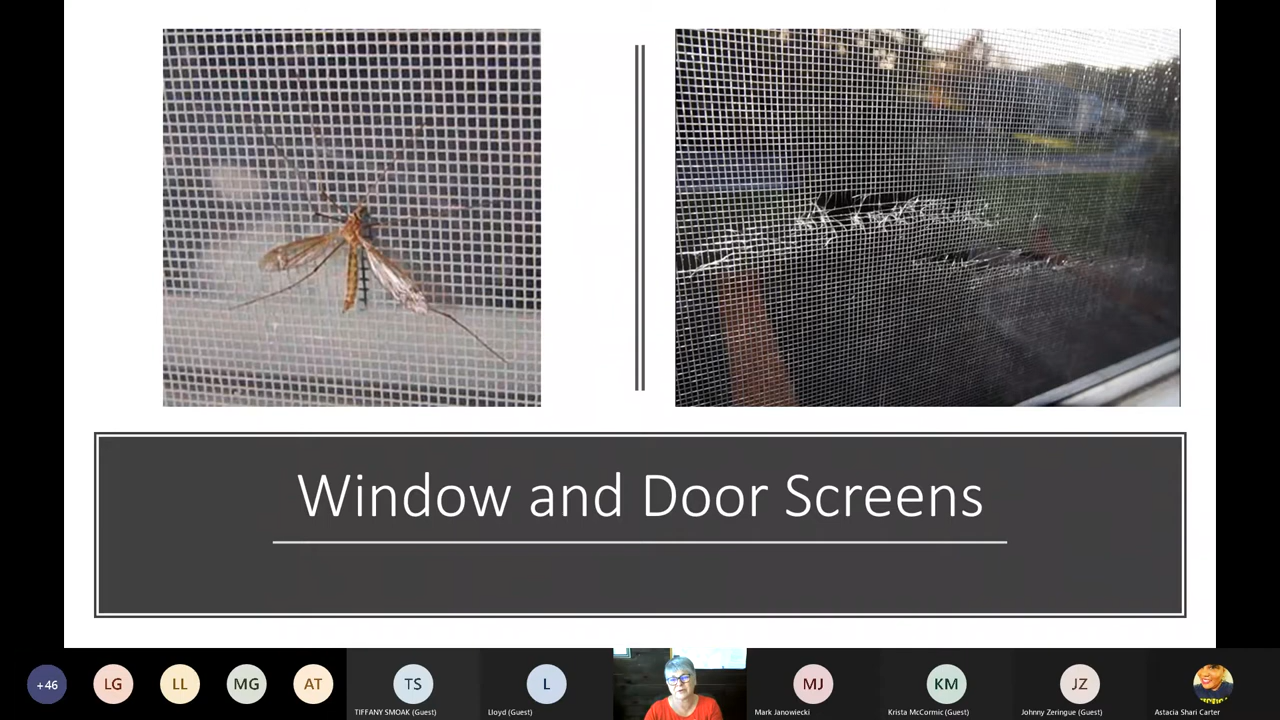 Window and Door Screens
+46
LG
LL
MG
AT
TS
TIFFANY SMOAK (Guest)
L
Lloyd (Guest)
MJ
Mark Janowiecki
KM
Krista McCormic (Guest)
JZ
Johnny Zeringue (Guest)
Astacia Shari Carter